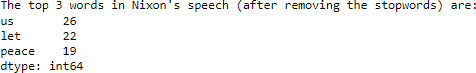 The top 3 words in Nixon's speech (after removing the stopwords) are:
us 26
let 22
peace 19
dtype: int64